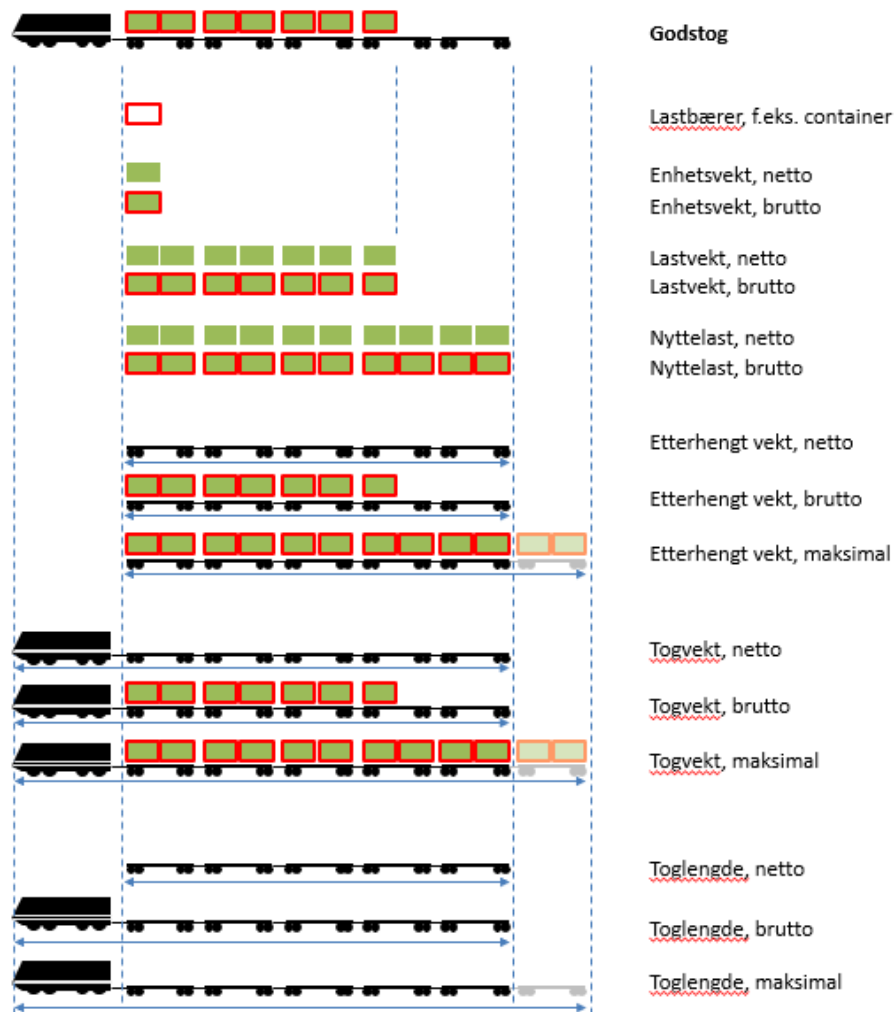 Godstog
Lastbærer, f.eks. container
Enhetsvekt, netto
Enhetsvekt, brutto
Lastvekt, netto
Lastvekt, brutto
Nyttelast, netto
Nyttelast, brutto
Etterhengt vekt, netto
Etterhengt vekt, brutto
Etterhengt vekt, maksimal
Togvekt, netto
Togvekt, brutto
Togvekt, maksimal
Toglengde, netto
Toglengde, brutto
Toglengde, maksimal